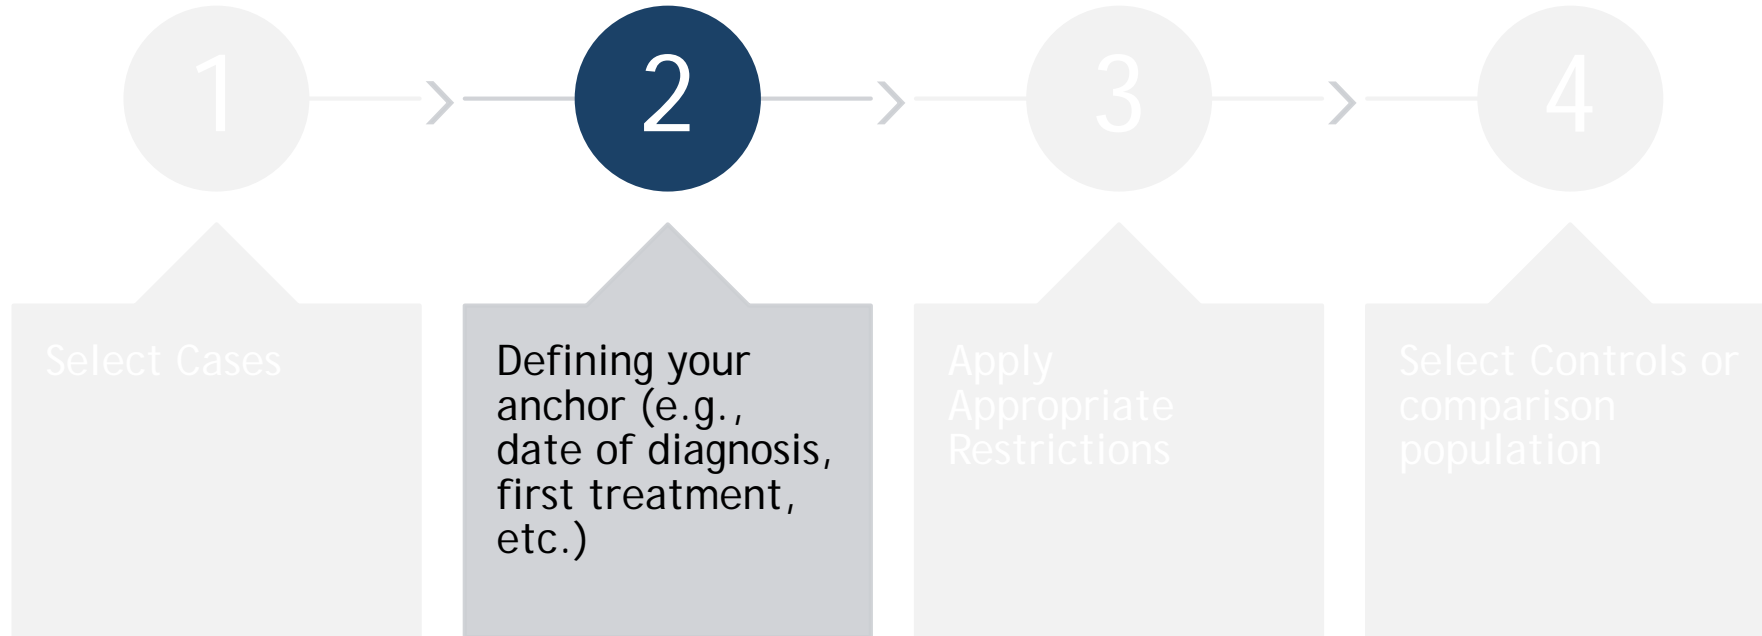 1
2
3
4
Select Cases
Defining your
anchor (e.g.,
date of diagnosis,
first treatment,
etc.)
Apply
Appropriate
Restrictions
Select Controls or
comparison
population